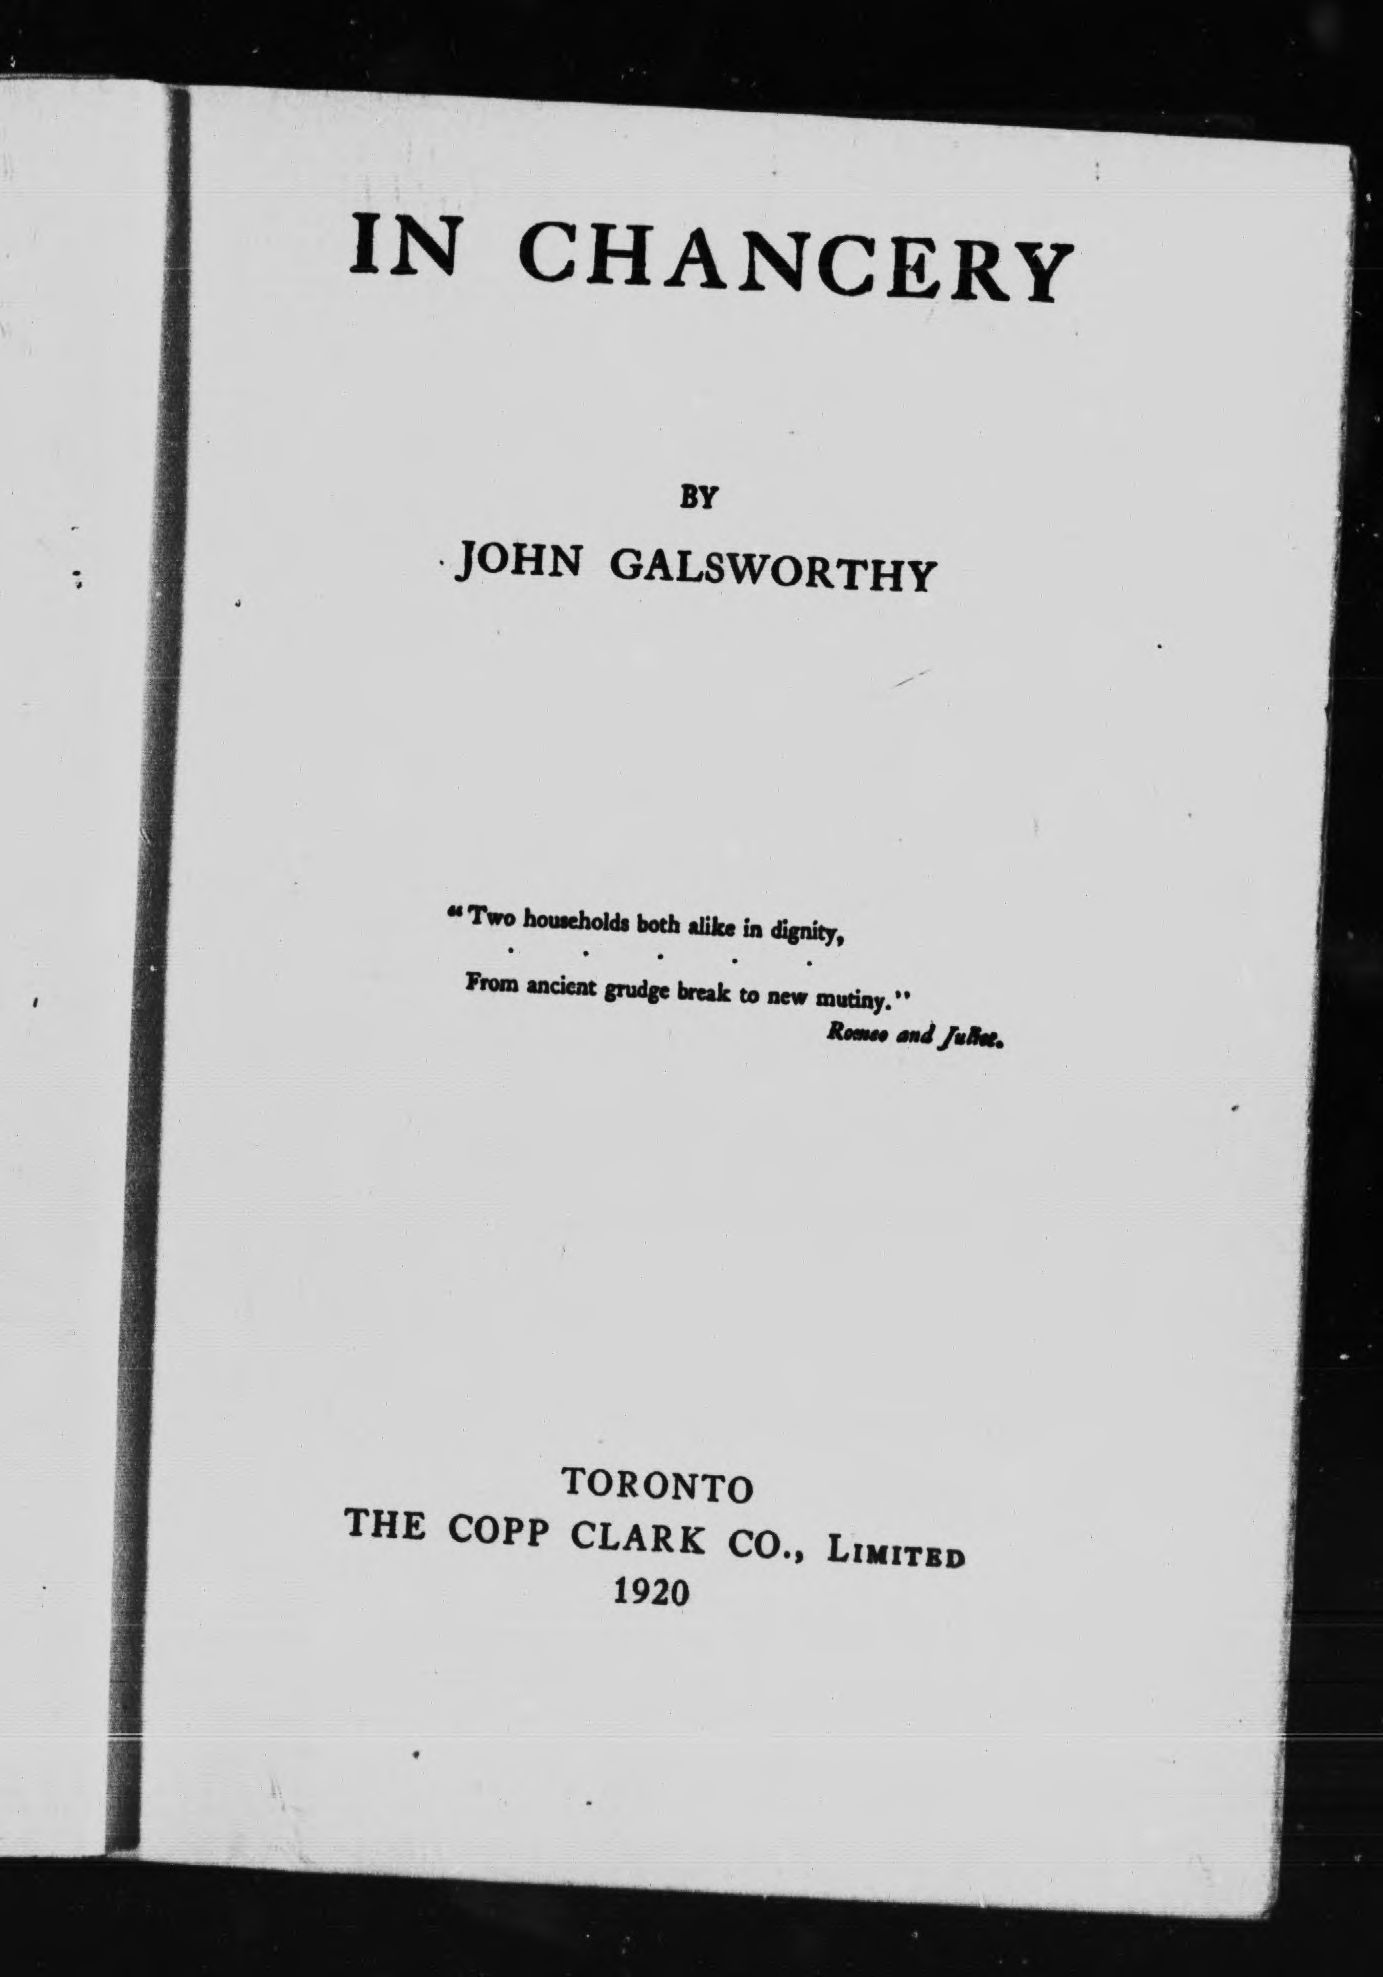 IN CHANCERY
BY
JOHN GALSWORTHY
“Two households both alike in dignity,
. . . . .
From ancient grudge break to new mutiny.”
Romeo and Juliet.
TORONTO
THE COPP CLARK CO., LIMITED
1920